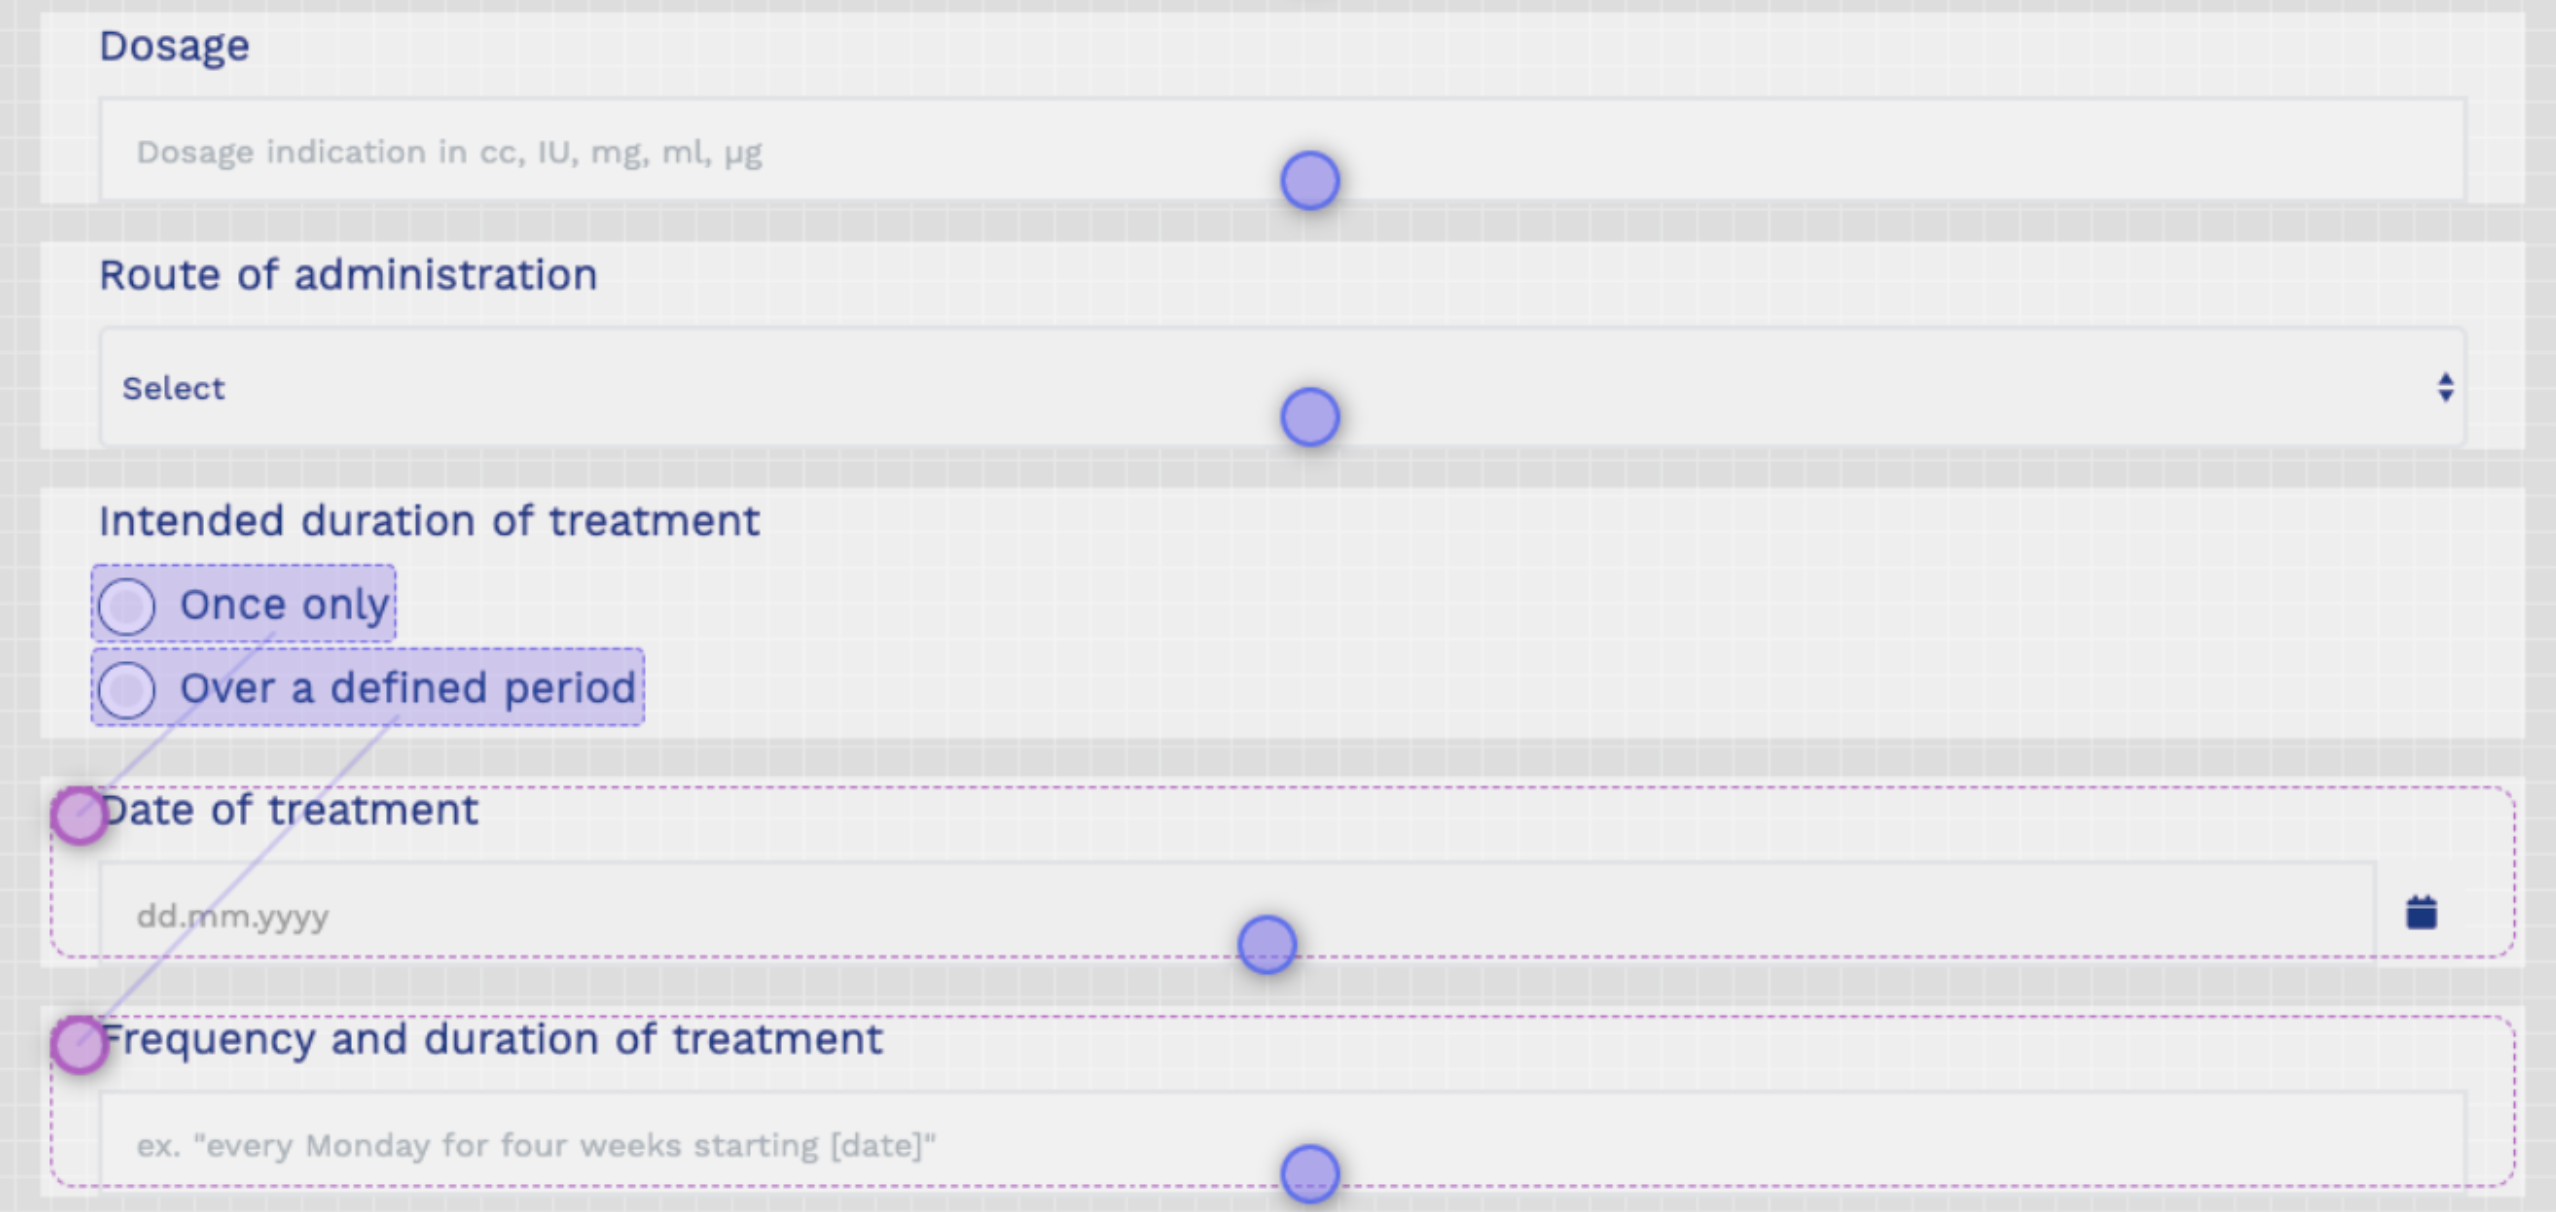 Dosage
Dosage indication in cc, IU, mg, ml, µg
Route of administration
Select
Intended duration of treatment
Once only
Over a defined period
Date of treatment
dd.mm.yyyy
Frequency and duration of treatment
ex. "every Monday for four weeks starting [date]"